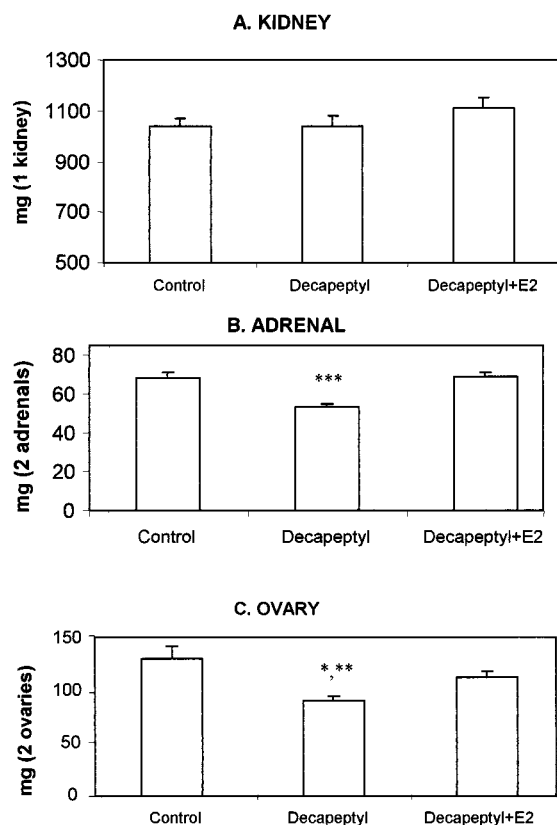 A. KIDNEY
mg (1 kidney)
1300
1100
900
700
500
Control Decapeptyl Decapeptyl+E2
B. ADRENAL
mg (2 adrenals)
80
60
40
20
0
***
Control Decapeptyl Decapeptyl+E2
C. OVARY
mg (2 ovaries)
150
100
50
0
*,**
Control Decapeptyl Decapeptyl+E2